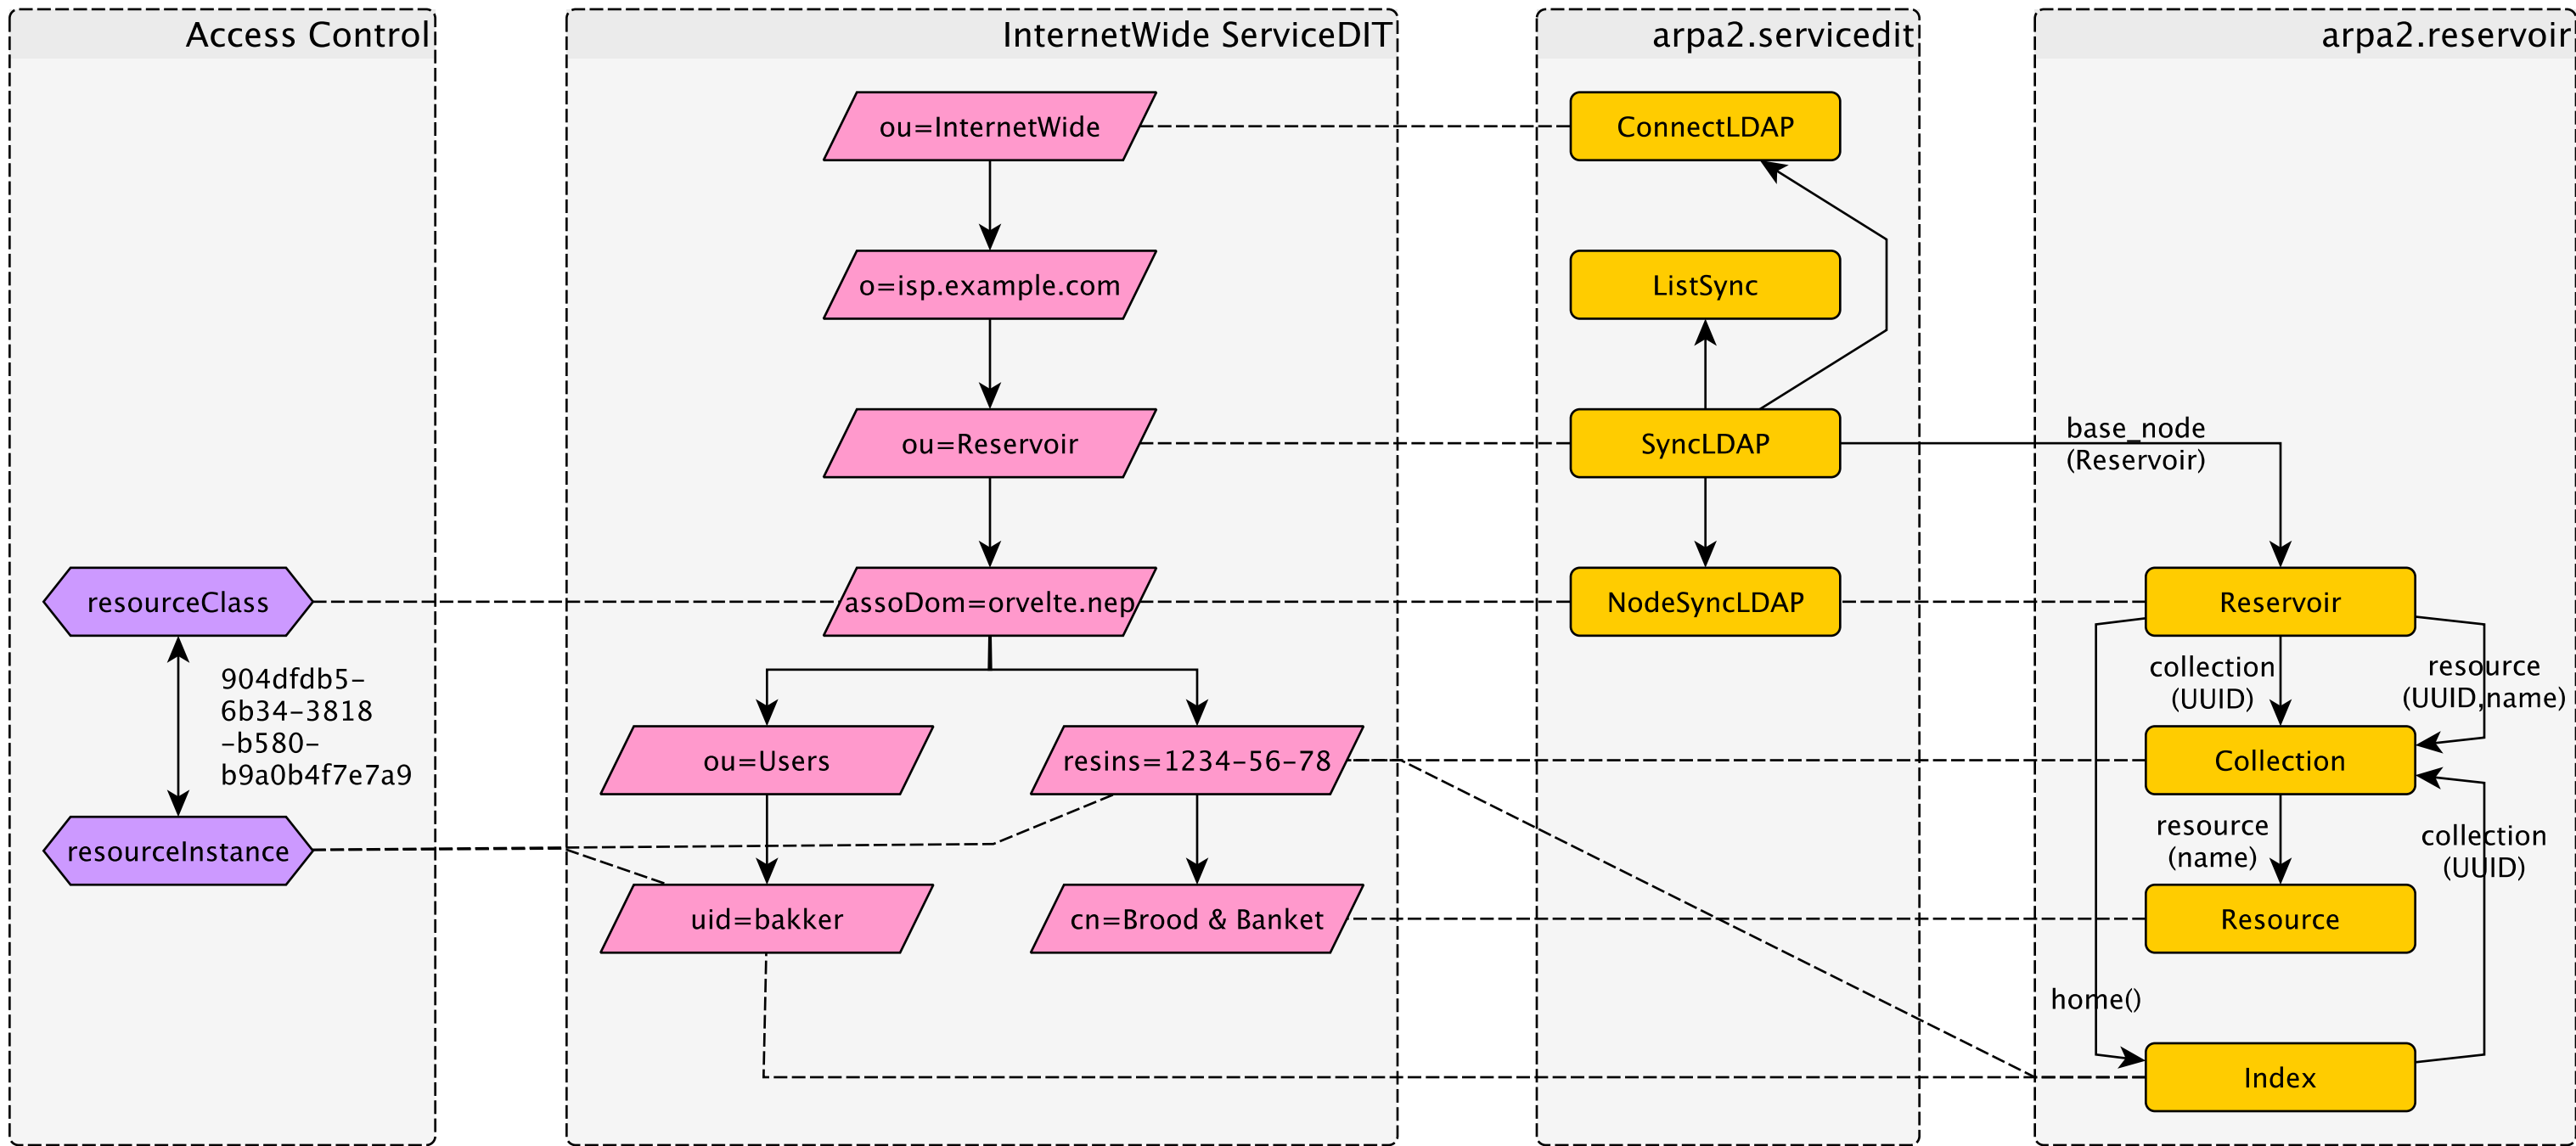 Access Control
InternetWide ServiceDIT
arpa2.servicedit
arpa2.reservoir
ou=InternetWide
ConnectLDAP
o=isp.example.com
ListSync
ou=Reservoir
SyncLDAP
base_node
(Reservoir)
resourceClass
assoDom=orvelte.nep
NodeSyncLDAP
Reservoir
904dfdb5-
6b34-3818
-b580-
b9a0b4f7e7a9
collection
(UUID)
resource
(UUID,name)
ou=Users
resins=1234-56-78
Collection
resourceInstance
resource
(name)
collection
(UUID)
uid=bakker
cn=Brood & Banket
Resource
home()
Index